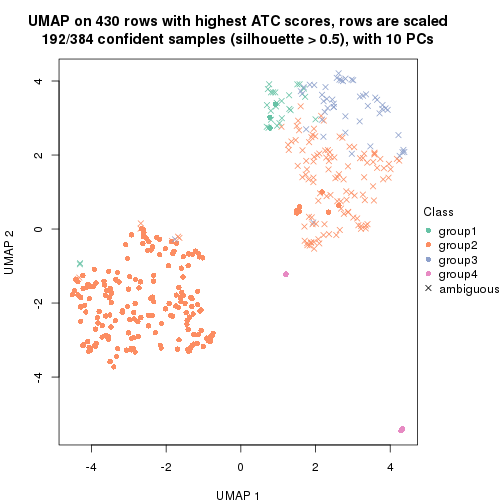 UMAP on 430 rows with highest ATC scores, rows are scaled
192/384 confident samples (silhouette > 0.5), with 10 PCs
4
2
0
-2
-4
UMAP 2
-4
-2
0
2
4
UMAP 1
Class
group1
group2
group3
group4
ambiguous